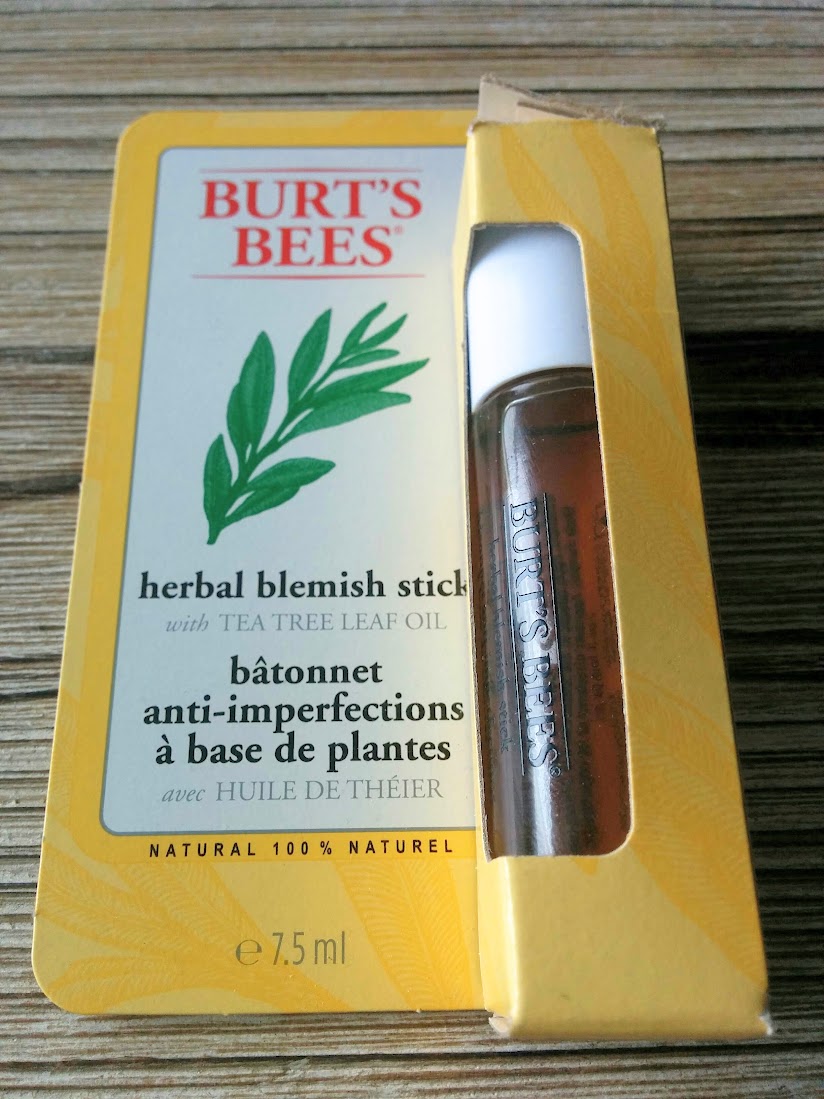 BURT'S
BEES®
herbal blemish stick
with TEA TREE LEAF OIL
bâtonnet
anti-imperfections
à base de plantes
avec HUILE DE THÉIER
NATURAL 100% NATUREL
℮ 7.5 ml
BURT'S BEES®